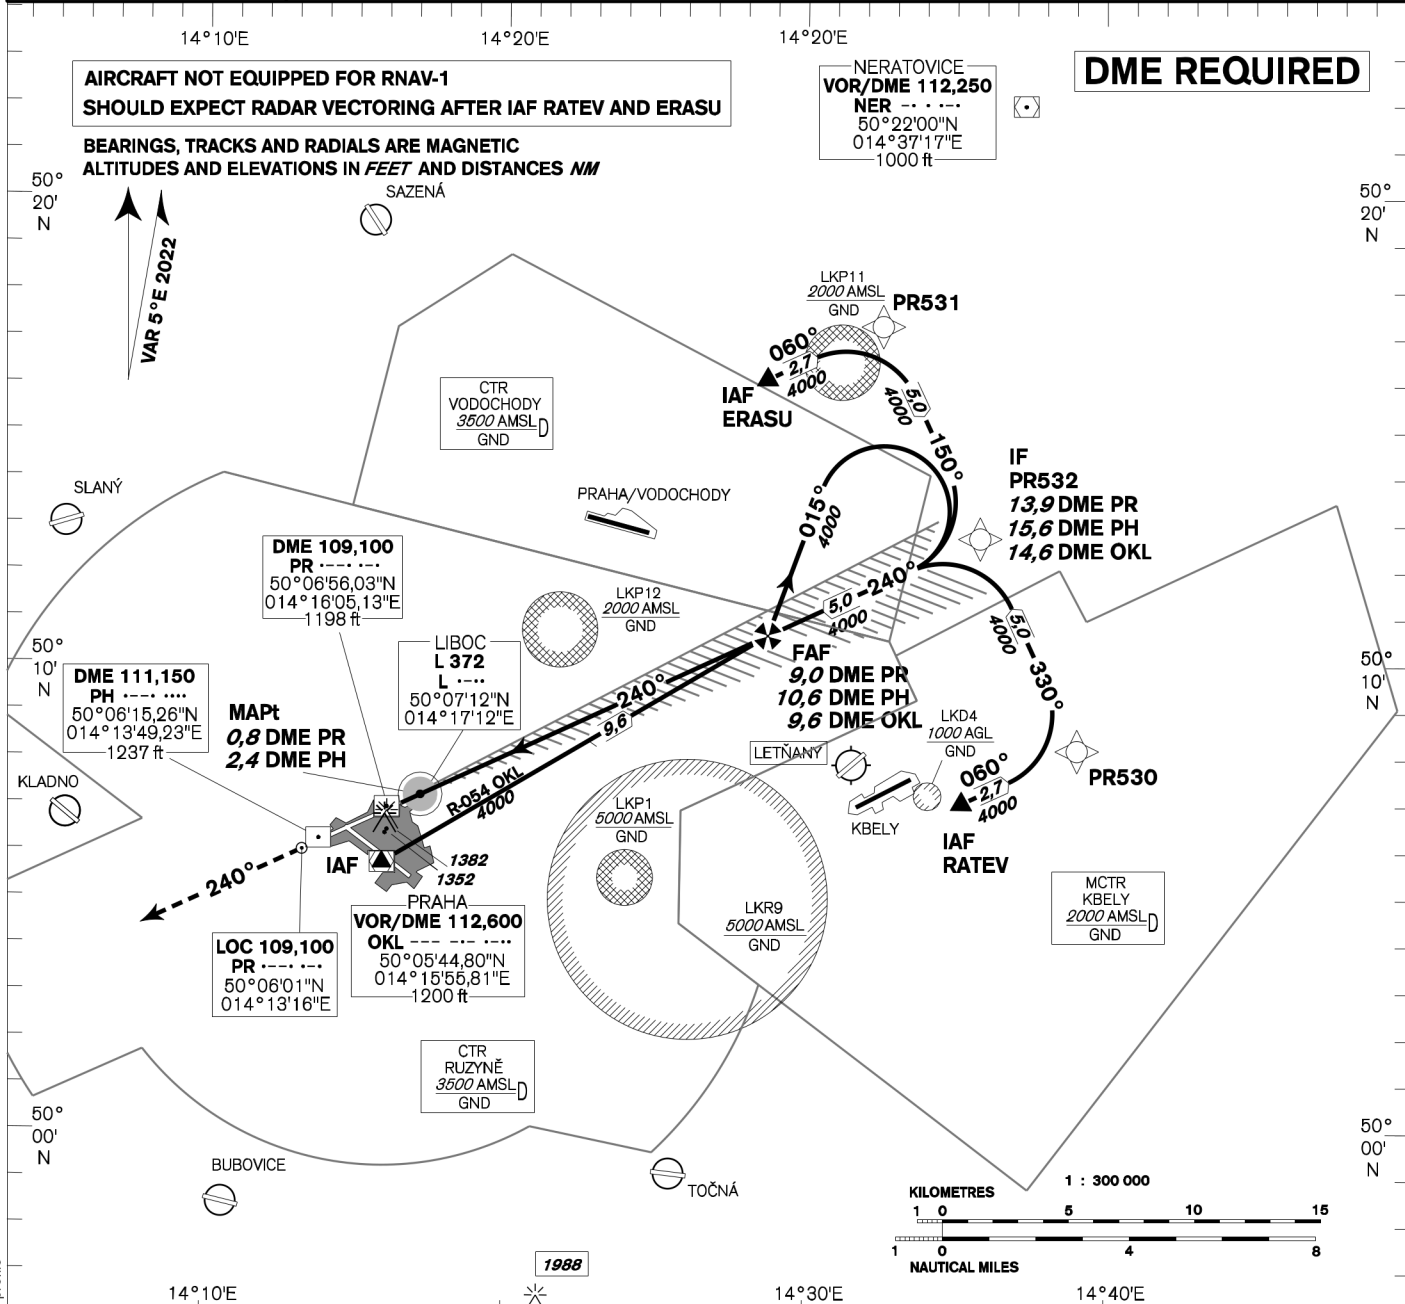 14°10'E
14°20'E
14°20'E
AIRCRAFT NOT EQUIPPED FOR RNAV-1
SHOULD EXPECT RADAR VECTORING AFTER IAF RATEV AND ERASU
BEARINGS, TRACKS AND RADIALS ARE MAGNETIC
ALTITUDES AND ELEVATIONS IN FEET AND DISTANCES NM
NERATOVICE
VOR/DME 112,250
NER -· · ·-·
50°22'00"N
014°37'17"E
1000 ft
DME REQUIRED
50°
20'
N
50°
20'
N
VAR 5°E 2022
SAZENÁ
LKP11
2000 AMSL
GND
PR531
060°
2,7
4000
IAF
ERASU
5,0
4000
150°
CTR
VODOCHODY
3500 AMSL D
GND
SLANÝ
PRAHA/VODOCHODY
015°
4000
IF
PR532
13,9 DME PR
15,6 DME PH
14,6 DME OKL
DME 109,100
PR ·--· ·-·
50°06'56,03"N
014°16'05,13"E
1198 ft
LKP12
2000 AMSL
GND
240°
5,0
4000
5,0
4000
330°
LIBOC
L 372
L ·-··
50°07'12"N
014°17'12"E
FAF
9,0 DME PR
10,6 DME PH
9,6 DME OKL
50°
10'
N
50°
10'
N
DME 111,150
PH ·--· ····
50°06'15,26"N
014°13'49,23"E
1237 ft
MAPt
0,8 DME PR
2,4 DME PH
240°
9,6
R-054 OKL
4000
LKD4
1000 AGL
GND
LETŇANY
KBELY
060°
2,7
4000
IAF
RATEV
PR530
KLADNO
LKP1
5000 AMSL
GND
IAF
1382
1352
240°
PRAHA
VOR/DME 112,600
OKL --- -·- ·-··
50°05'44,80"N
014°15'55,81"E
1200 ft
LOC 109,100
PR ·--· ·-·
50°06'01"N
014°13'16"E
LKR9
5000 AMSL
GND
MCTR
KBELY
2000 AMSL D
GND
CTR
RUZYNĚ
3500 AMSL D
GND
50°
00'
N
50°
00'
N
BUBOVICE
TOČNÁ
1 : 300 000
KILOMETRES
1 0 5 10 15
1 0 4 8
NAUTICAL MILES
1988
14°10'E
14°30'E
14°40'E